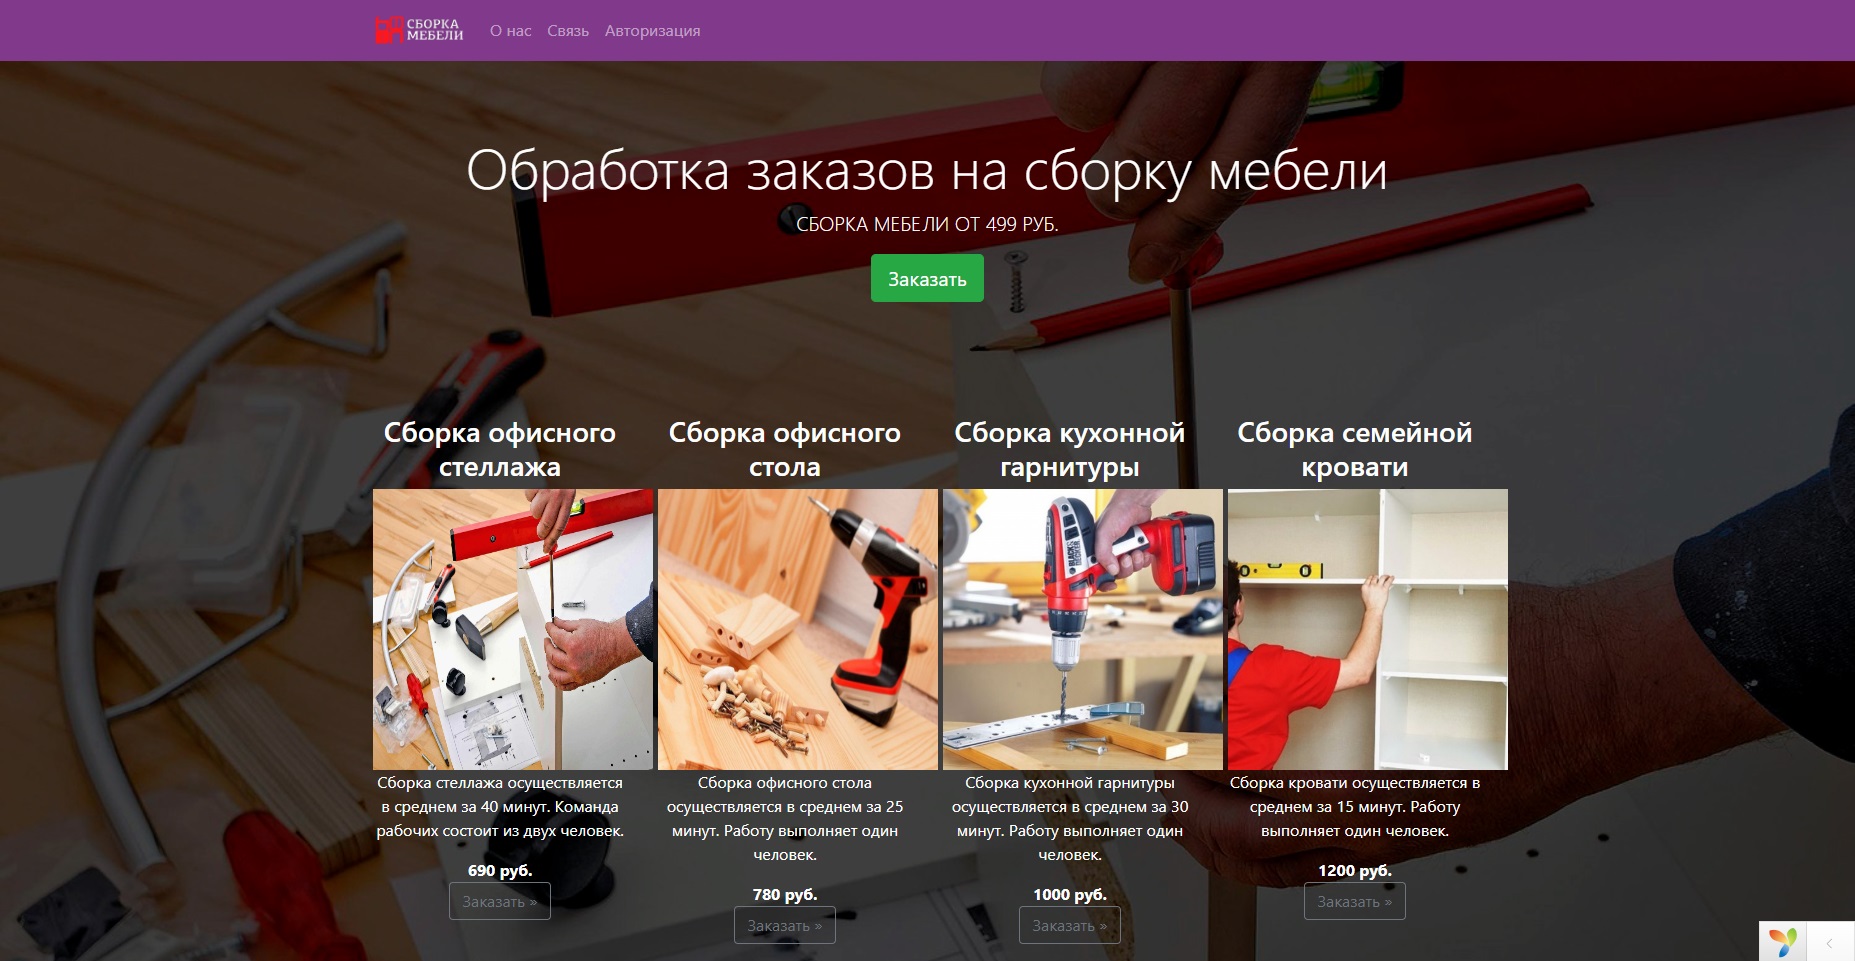 СБОРКА
МЕБЕЛИ
О нас Связь Авторизация
Обработка заказов на сборку мебели
СБОРКА МЕБЕЛИ ОТ 499 РУБ.
Заказать
Сборка офисного
стеллажа
Сборка стеллажа осуществляется
в среднем за 40 минут. Команда
рабочих состоит из двух человек.
690 руб.
Заказать »
Сборка офисного
стола
Сборка офисного стола
осуществляется в среднем за 25
минут. Работу выполняет один
человек.
780 руб.
Заказать »
Сборка кухонной
гарнитуры
Сборка кухонной гарнитуры
осуществляется в среднем за 30
минут. Работу выполняет один
человек.
1000 руб.
Заказать »
Сборка семейной
кровати
Сборка кровати осуществляется в
среднем за 15 минут. Работу
выполняет один человек.
1200 руб.
Заказать »